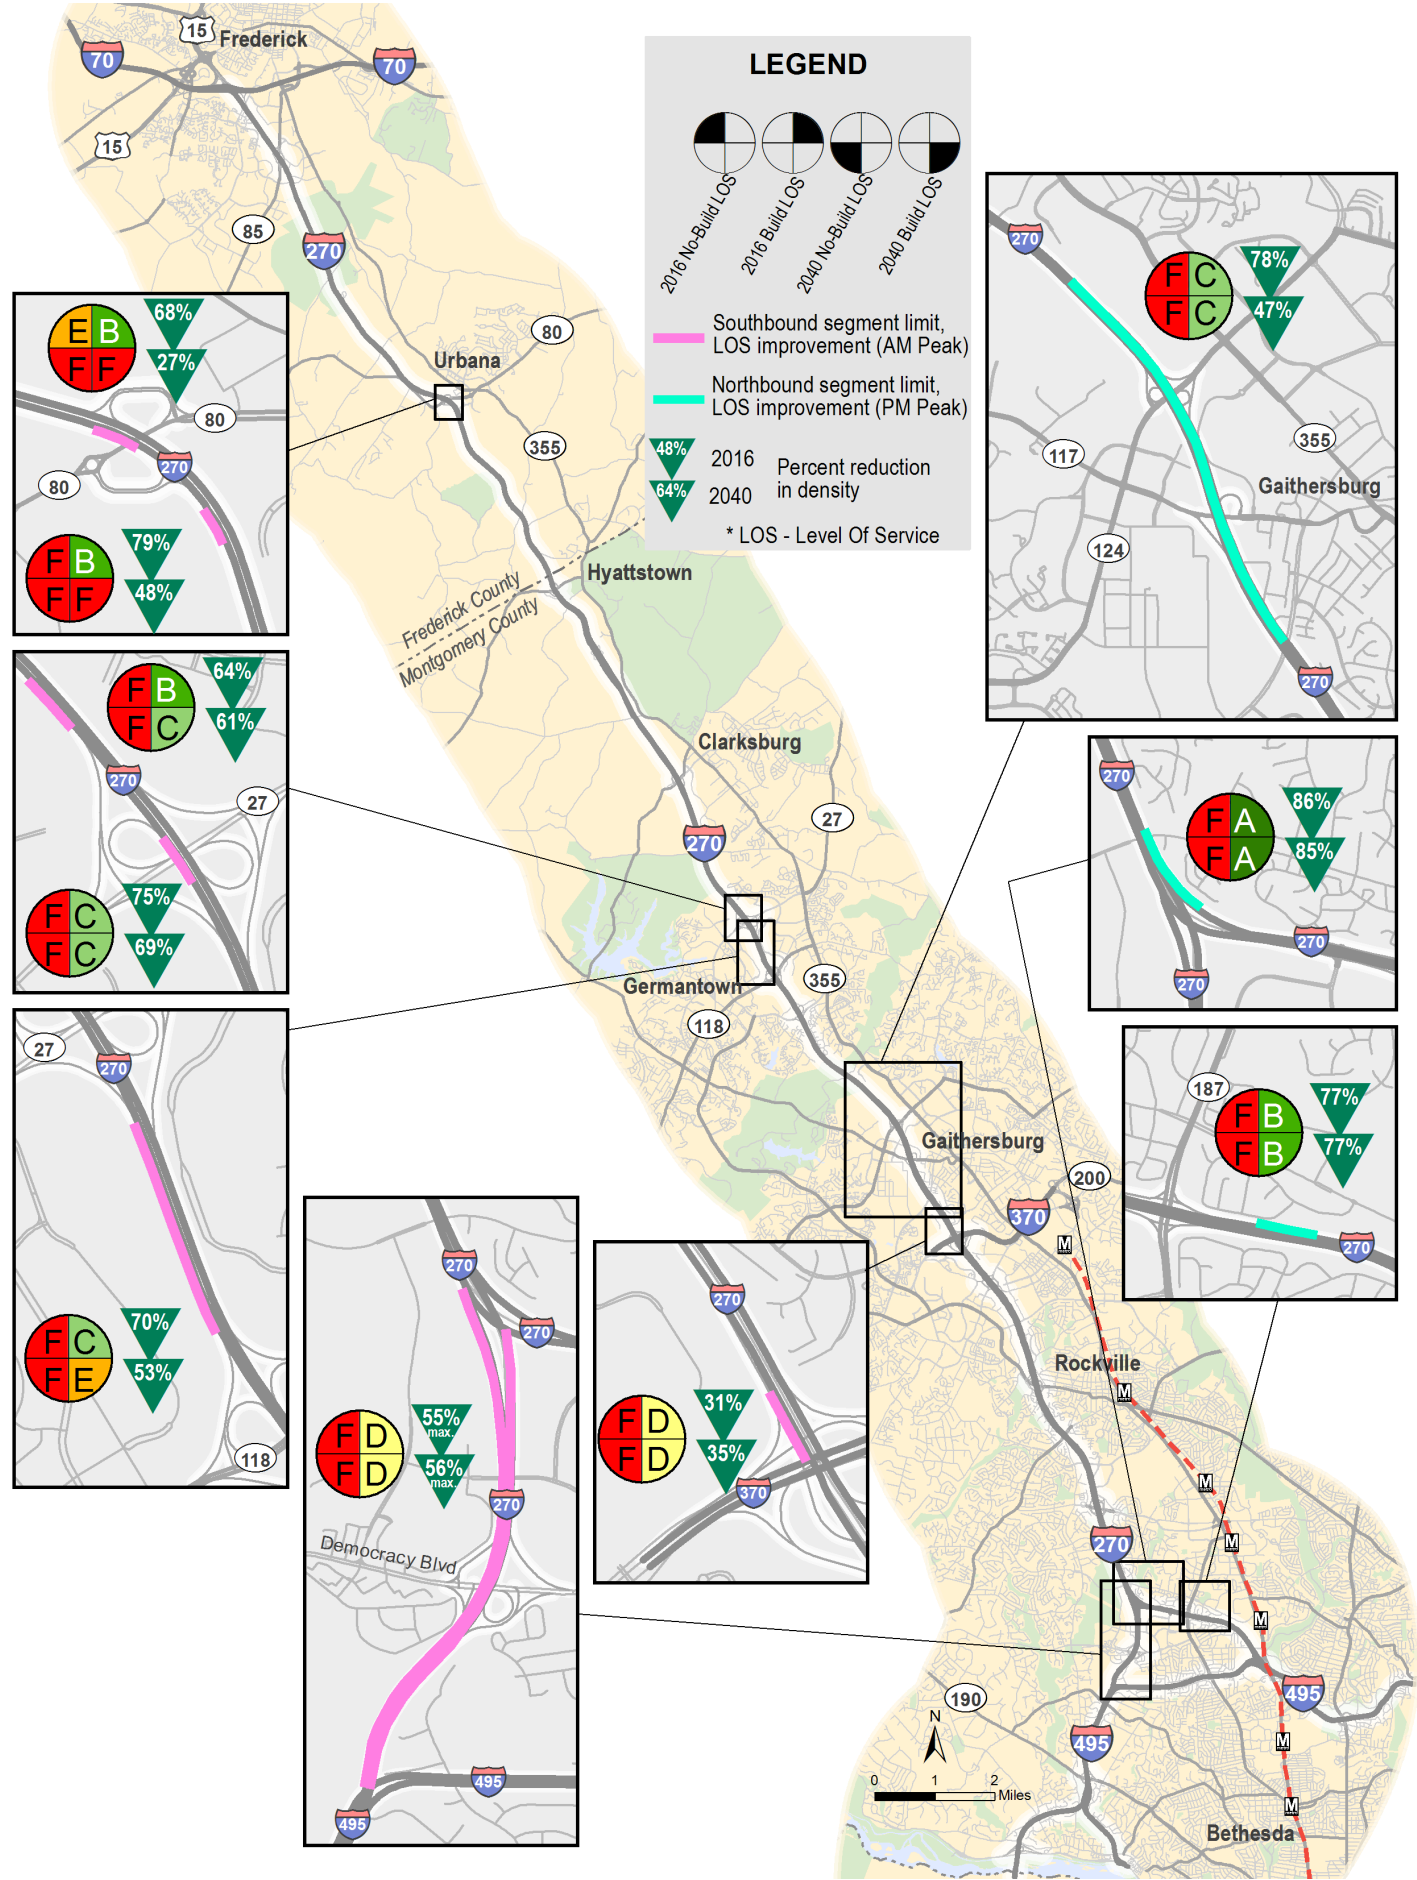 15
Frederick
70
70
15
85
270
LEGEND
2016 No-Build LOS
2016 Build LOS
2040 No-Build LOS
2040 Build LOS
Southbound segment limit,
LOS improvement (AM Peak)
Northbound segment limit,
LOS improvement (PM Peak)
48% 2016
64% 2040
Percent reduction
in density
* LOS - Level Of Service
80
Urbana
355
Hyattstown
Frederick County
Montgomery County
Clarksburg
27
270
Germantown
355
118
Gaithersburg
200
370
M
Rockville
M
M
270
M
M
495
190
495
M
M
Bethesda
N
0 1 2
Miles
E B
F F
68%
27%
80
270
80
F B
F F
79%
48%
F B
F C
64%
61%
270
27
F C
F C
75%
69%
27
270
F C
F E
70%
53%
118
270
270
F D
F D
55%
max.
56%
max.
270
Democracy Blvd
495
495
270
F D
F D
31%
35%
370
270
F C
F C
78%
47%
117
355
Gaithersburg
124
270
270
F A
F A
86%
85%
270
270
187
F B
F B
77%
77%
270